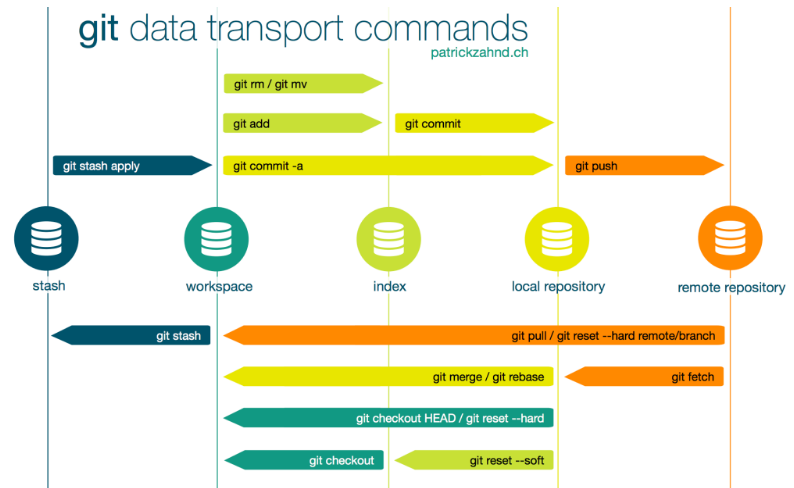 git data transport commands
patrickzahnd.ch
git rm / git mv
git add
git commit
git stash apply
git commit -a
git push
stash
workspace
index
local repository
remote repository
git stash
git pull / git reset --hard remote/branch
git merge / git rebase
git fetch
git checkout HEAD / git reset --hard
git checkout
git reset --soft